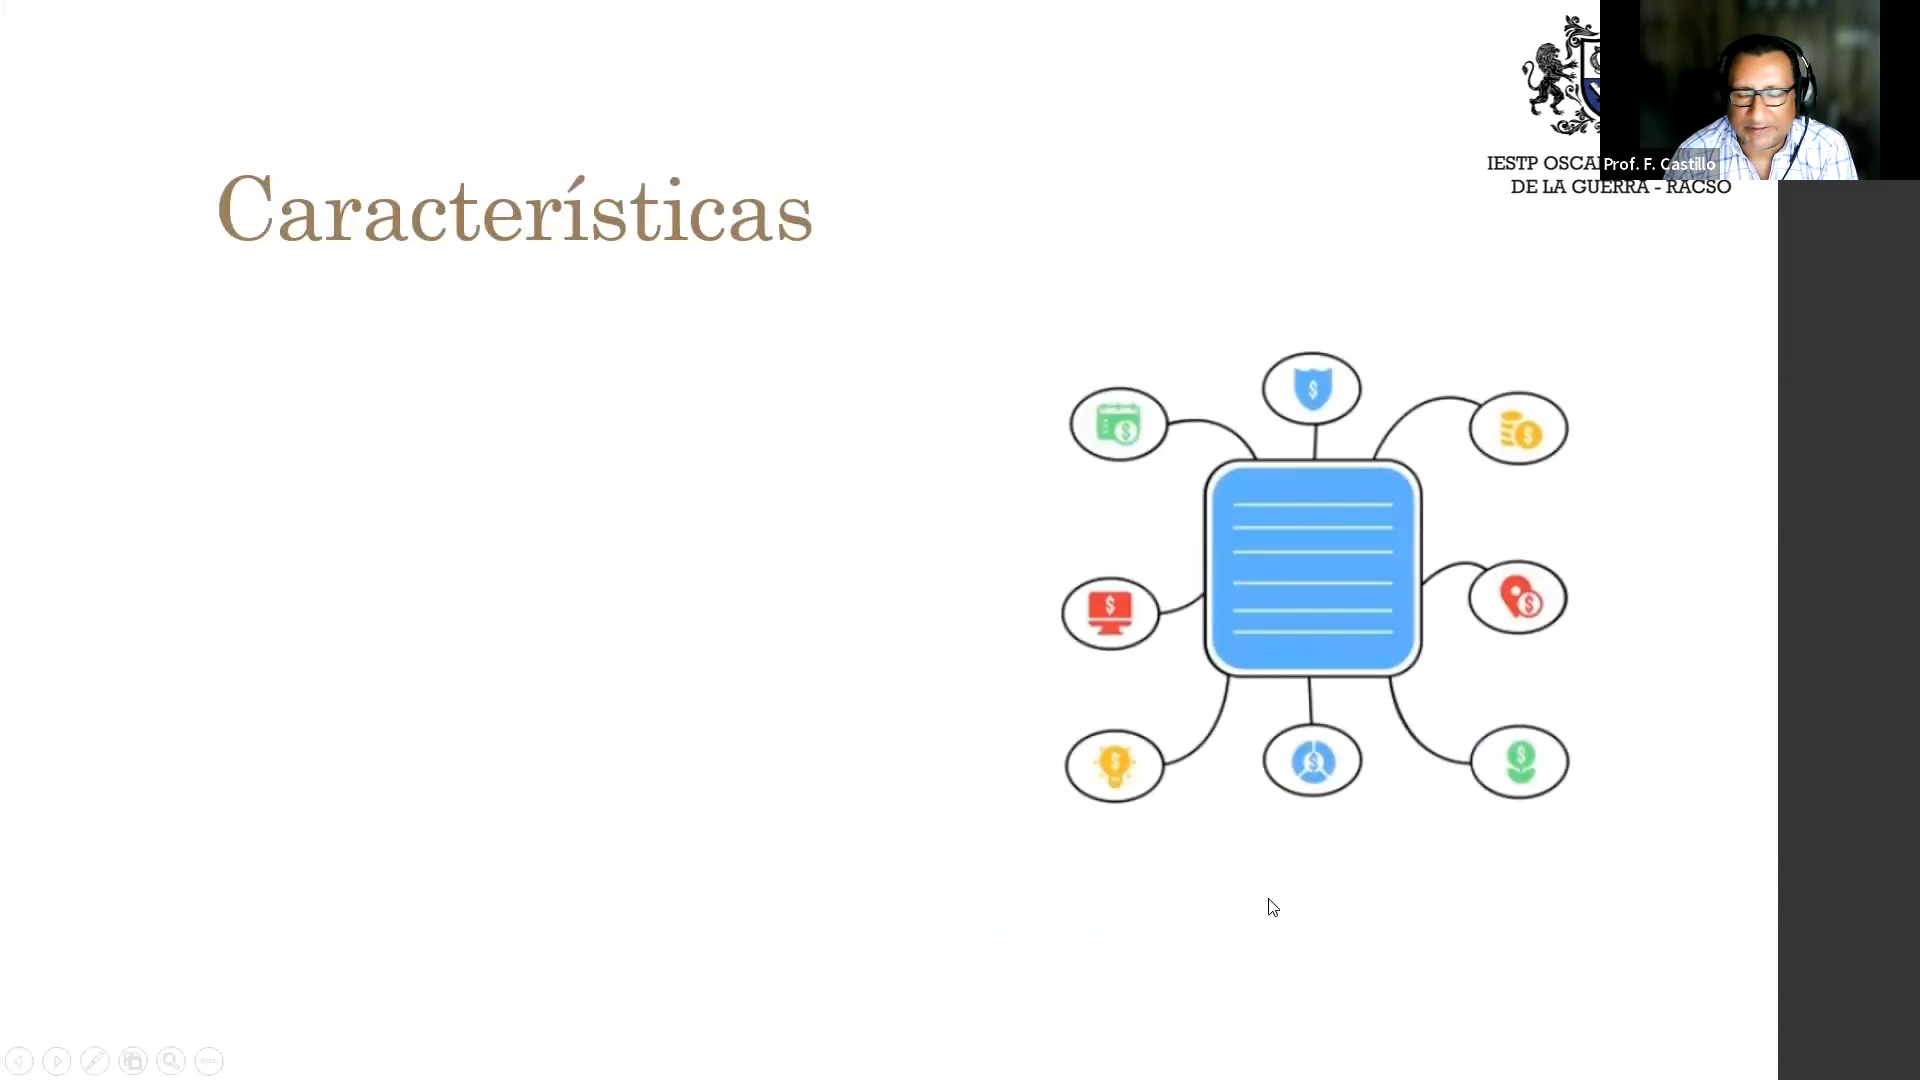 IESTP OSCA
Prof. F. Castillo
DE LA GUERRA - RACSO
Características
$
$
$
$
$
$
$
$